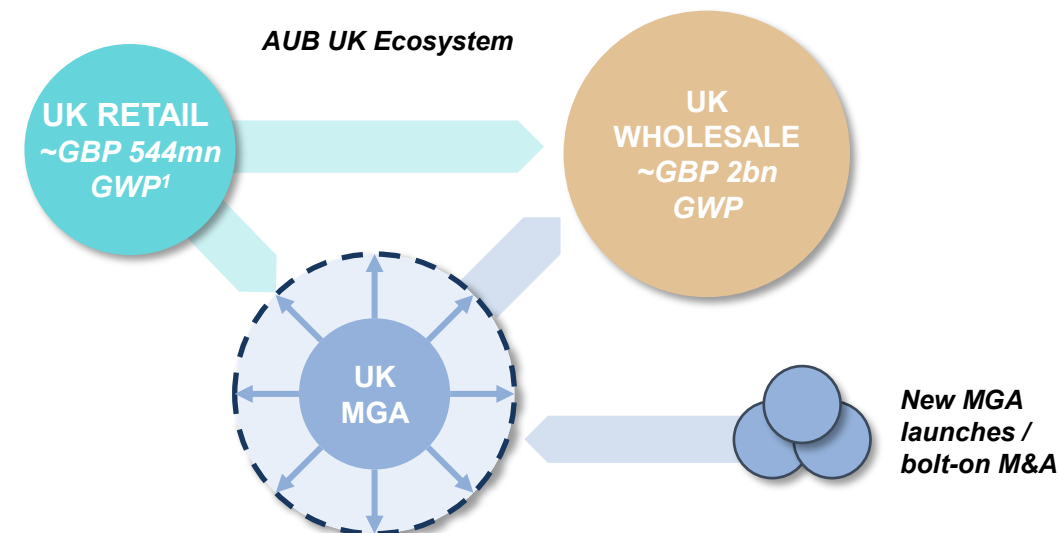 AUB UK Ecosystem
UK RETAIL
~GBP 544mn
GWP¹
UK
WHOLESALE
~GBP 2bn
GWP
UK
MGA
New MGA
launches /
bolt-on M&A